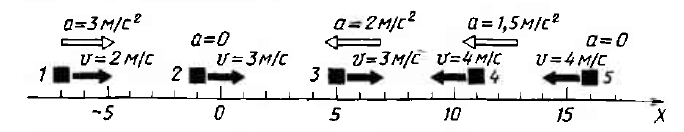 a=3м/с² a=0 a=2м/с² a=1,5м/с² a=0
1 v=2м/с 2 v=3м/с 3 v=3м/с v=4м/с 4 v=4м/с 5
-5 0 5 10 15 X